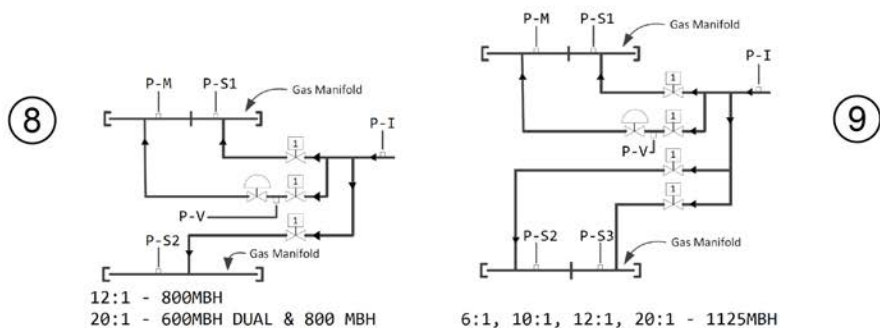 8
P-M P-S1
Gas Manifold
P-I
1
1
P-V
1
P-S2
Gas Manifold
12:1 - 800MBH
20:1 - 600MBH DUAL & 800 MBH
9
P-M P-S1
Gas Manifold
P-I
1
1
P-V
1
1
P-S2 P-S3
Gas Manifold
6:1, 10:1, 12:1, 20:1 - 1125MBH